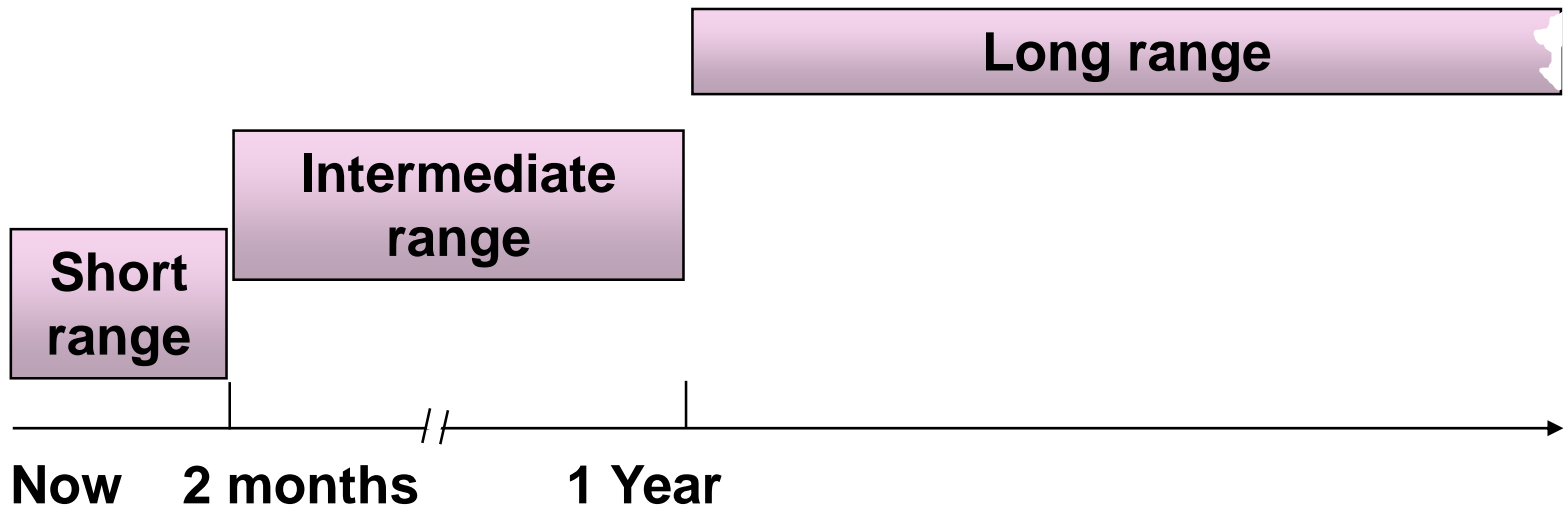 Long range
Intermediate
range
Short
range
Now 2 months 1 Year